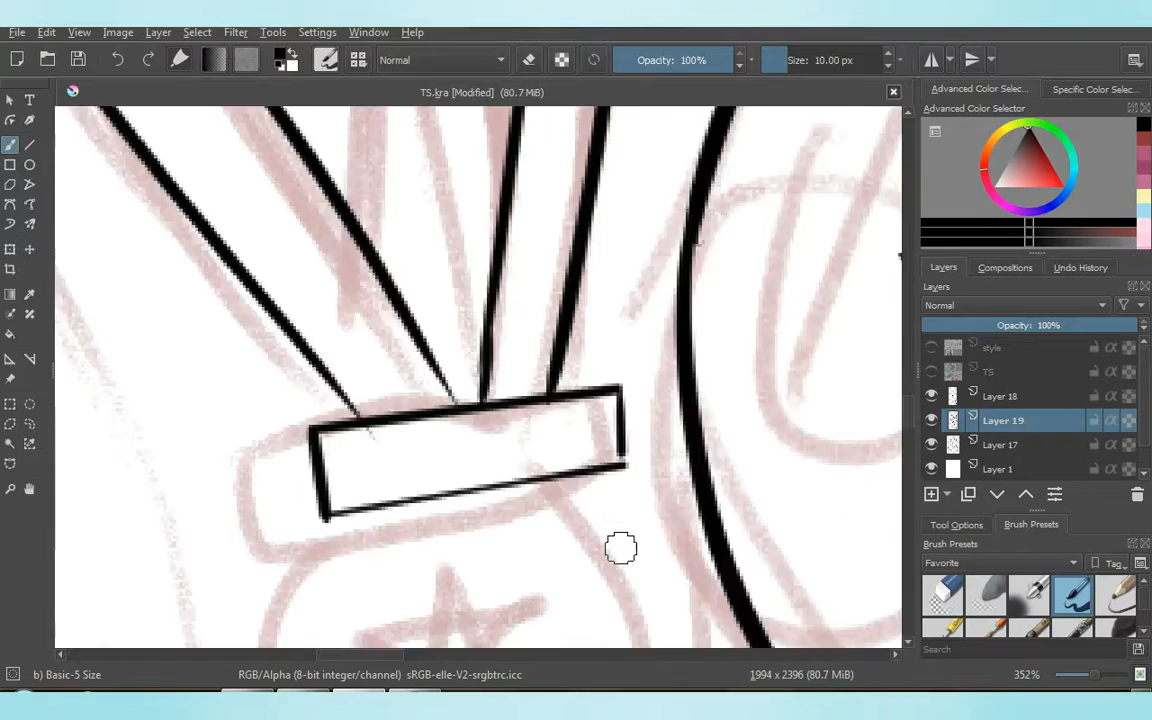 File Edit View Image Layer Select Filter Tools Settings Window Help
Normal Opacity: 100% Size: 10.00 px
TS.kra [Modified] (80.7 MiB)
Advanced Color Selec... Specific Color Selec...
Advanced Color Selector
Layers Compositions Undo History
Layers
Normal
Opacity: 100%
style
TS
Layer 18
Layer 19
Layer 17
Layer 1
Tool Options Brush Presets
Brush Presets
Favorite Tag
Search
b) Basic-5 Size RGB/Alpha (8-bit integer/channel) sRGB-elle-V2-srgbtrc.icc 1994 x 2396 (80.7 MiB) 352%